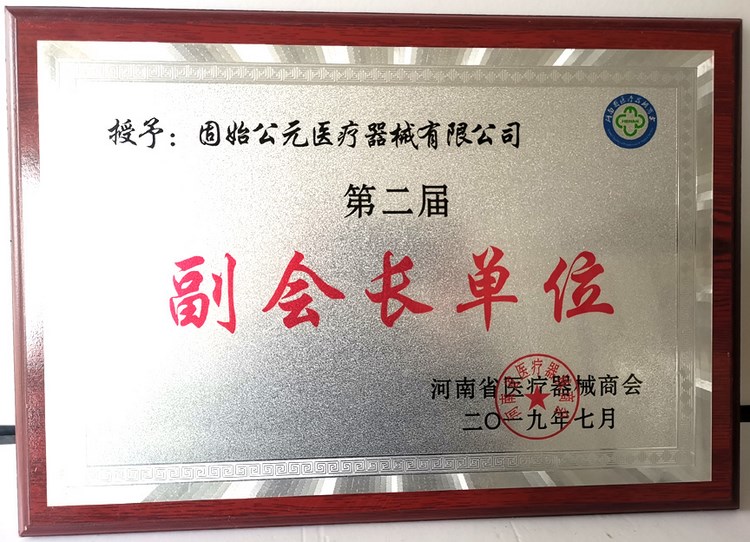 授予：固始公元医疗器械有限公司
第二届
副会长单位
河南省医疗器械商会
二〇一九年七月